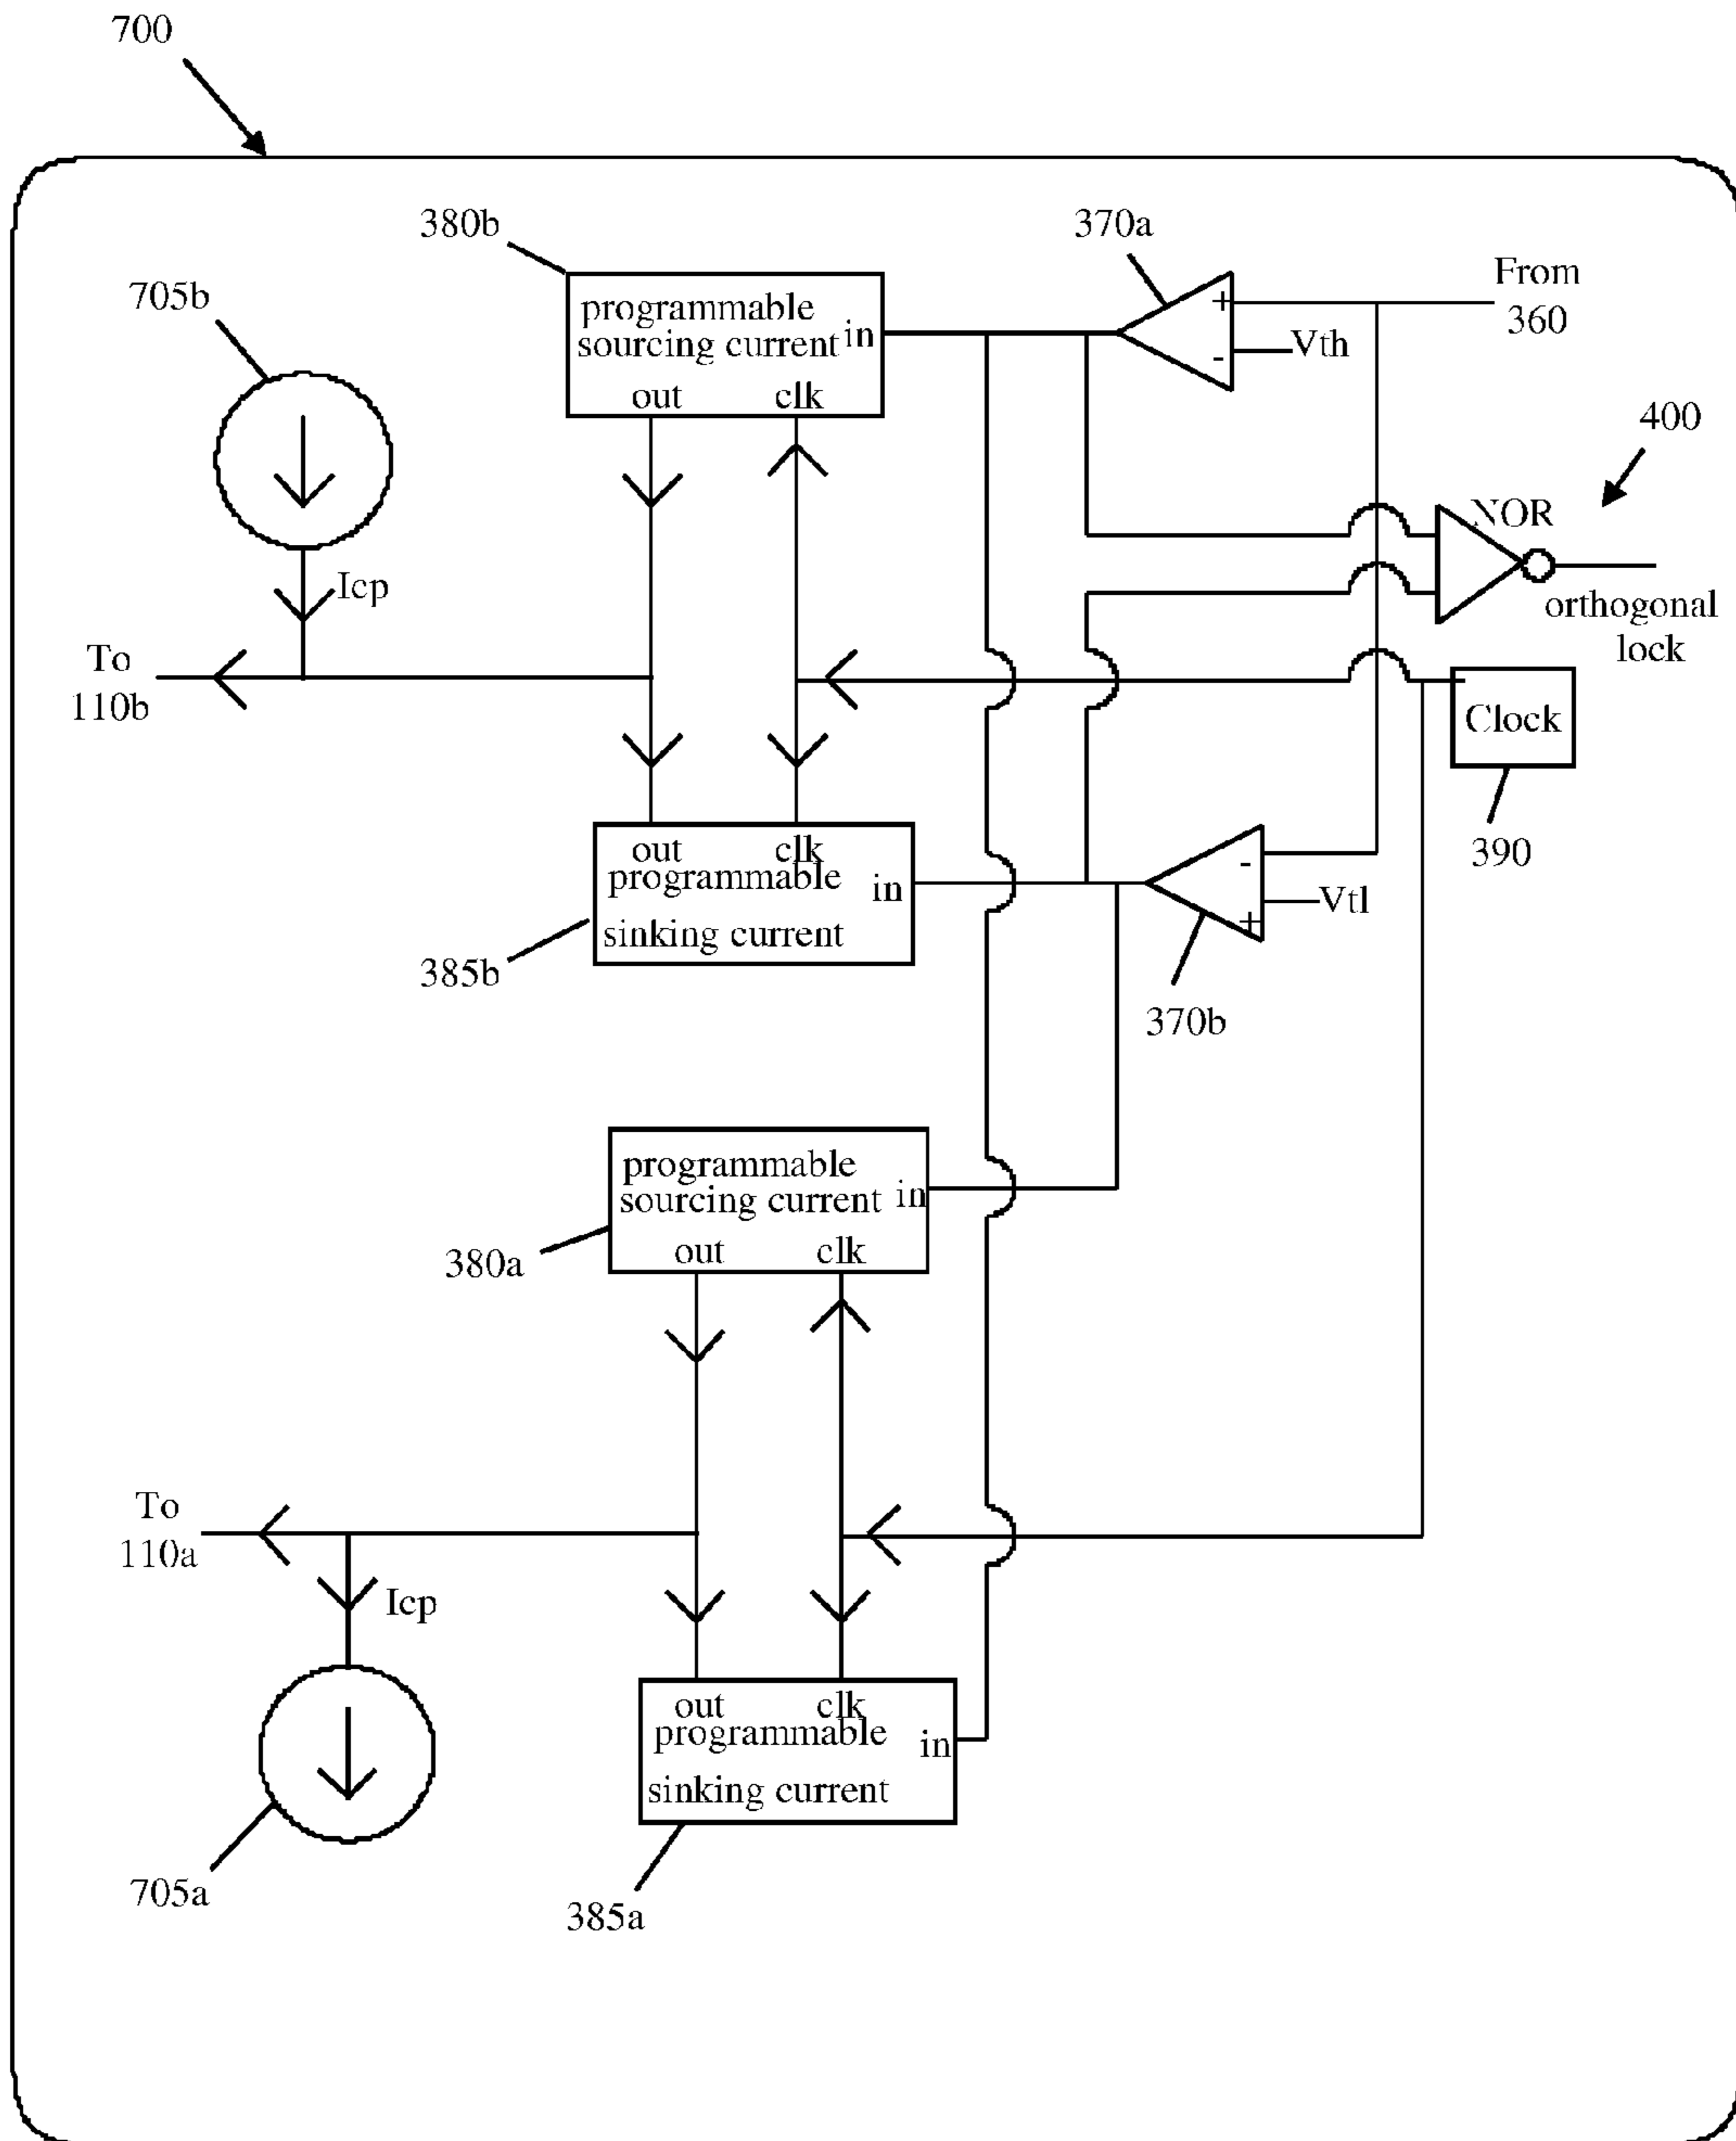 700
380b
370a
From
360
705b
programmable
sourcing current
in
out
clk
+
-
Vth
400
NOR
Icp
orthogonal
lock
To
110b
Clock
390
out
clk
programmable
in
sinking current
385b
-
Vtl
+
370b
programmable
sourcing current
in
out
clk
380a
To
110a
Icp
out
clk
programmable
in
sinking current
705a
385a